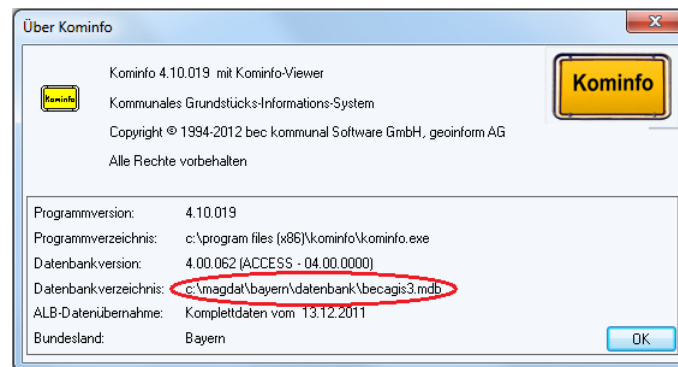 Über Kominfo
Kominfo 4.10.019 mit Kominfo-Viewer
Kominfo
Kominfo
Kommunales Grundstücks-Informations-System
Copyright © 1994-2012 bec kommunal Software GmbH, geoinform AG
Alle Rechte vorbehalten
Programmversion: 4.10.019
Programmverzeichnis: c:\program files (x86)\kominfo\kominfo.exe
Datenbankversion: 4.00.062 (ACCESS - 04.00.0000)
Datenbankverzeichnis: c:\magdat\bayern\datenbank\becagis3.mdb
ALB-Datenübernahme: Komplettdaten vom 13.12.2011
Bundesland: Bayern
OK